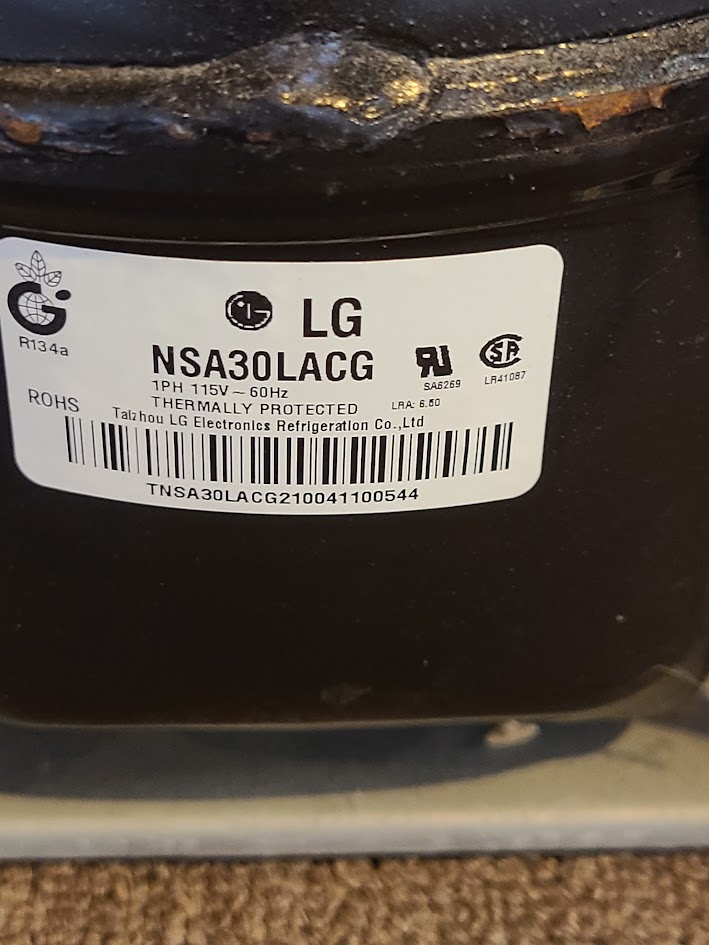 LG
R134a
NSA30LACG
SA6269
LR41087
1PH 115V ~ 60Hz
ROHS
THERMALLY PROTECTED
LRA: 6.50
Taizhou LG Electronics Refrigeration Co.,Ltd
TNSA30LACG210041100544